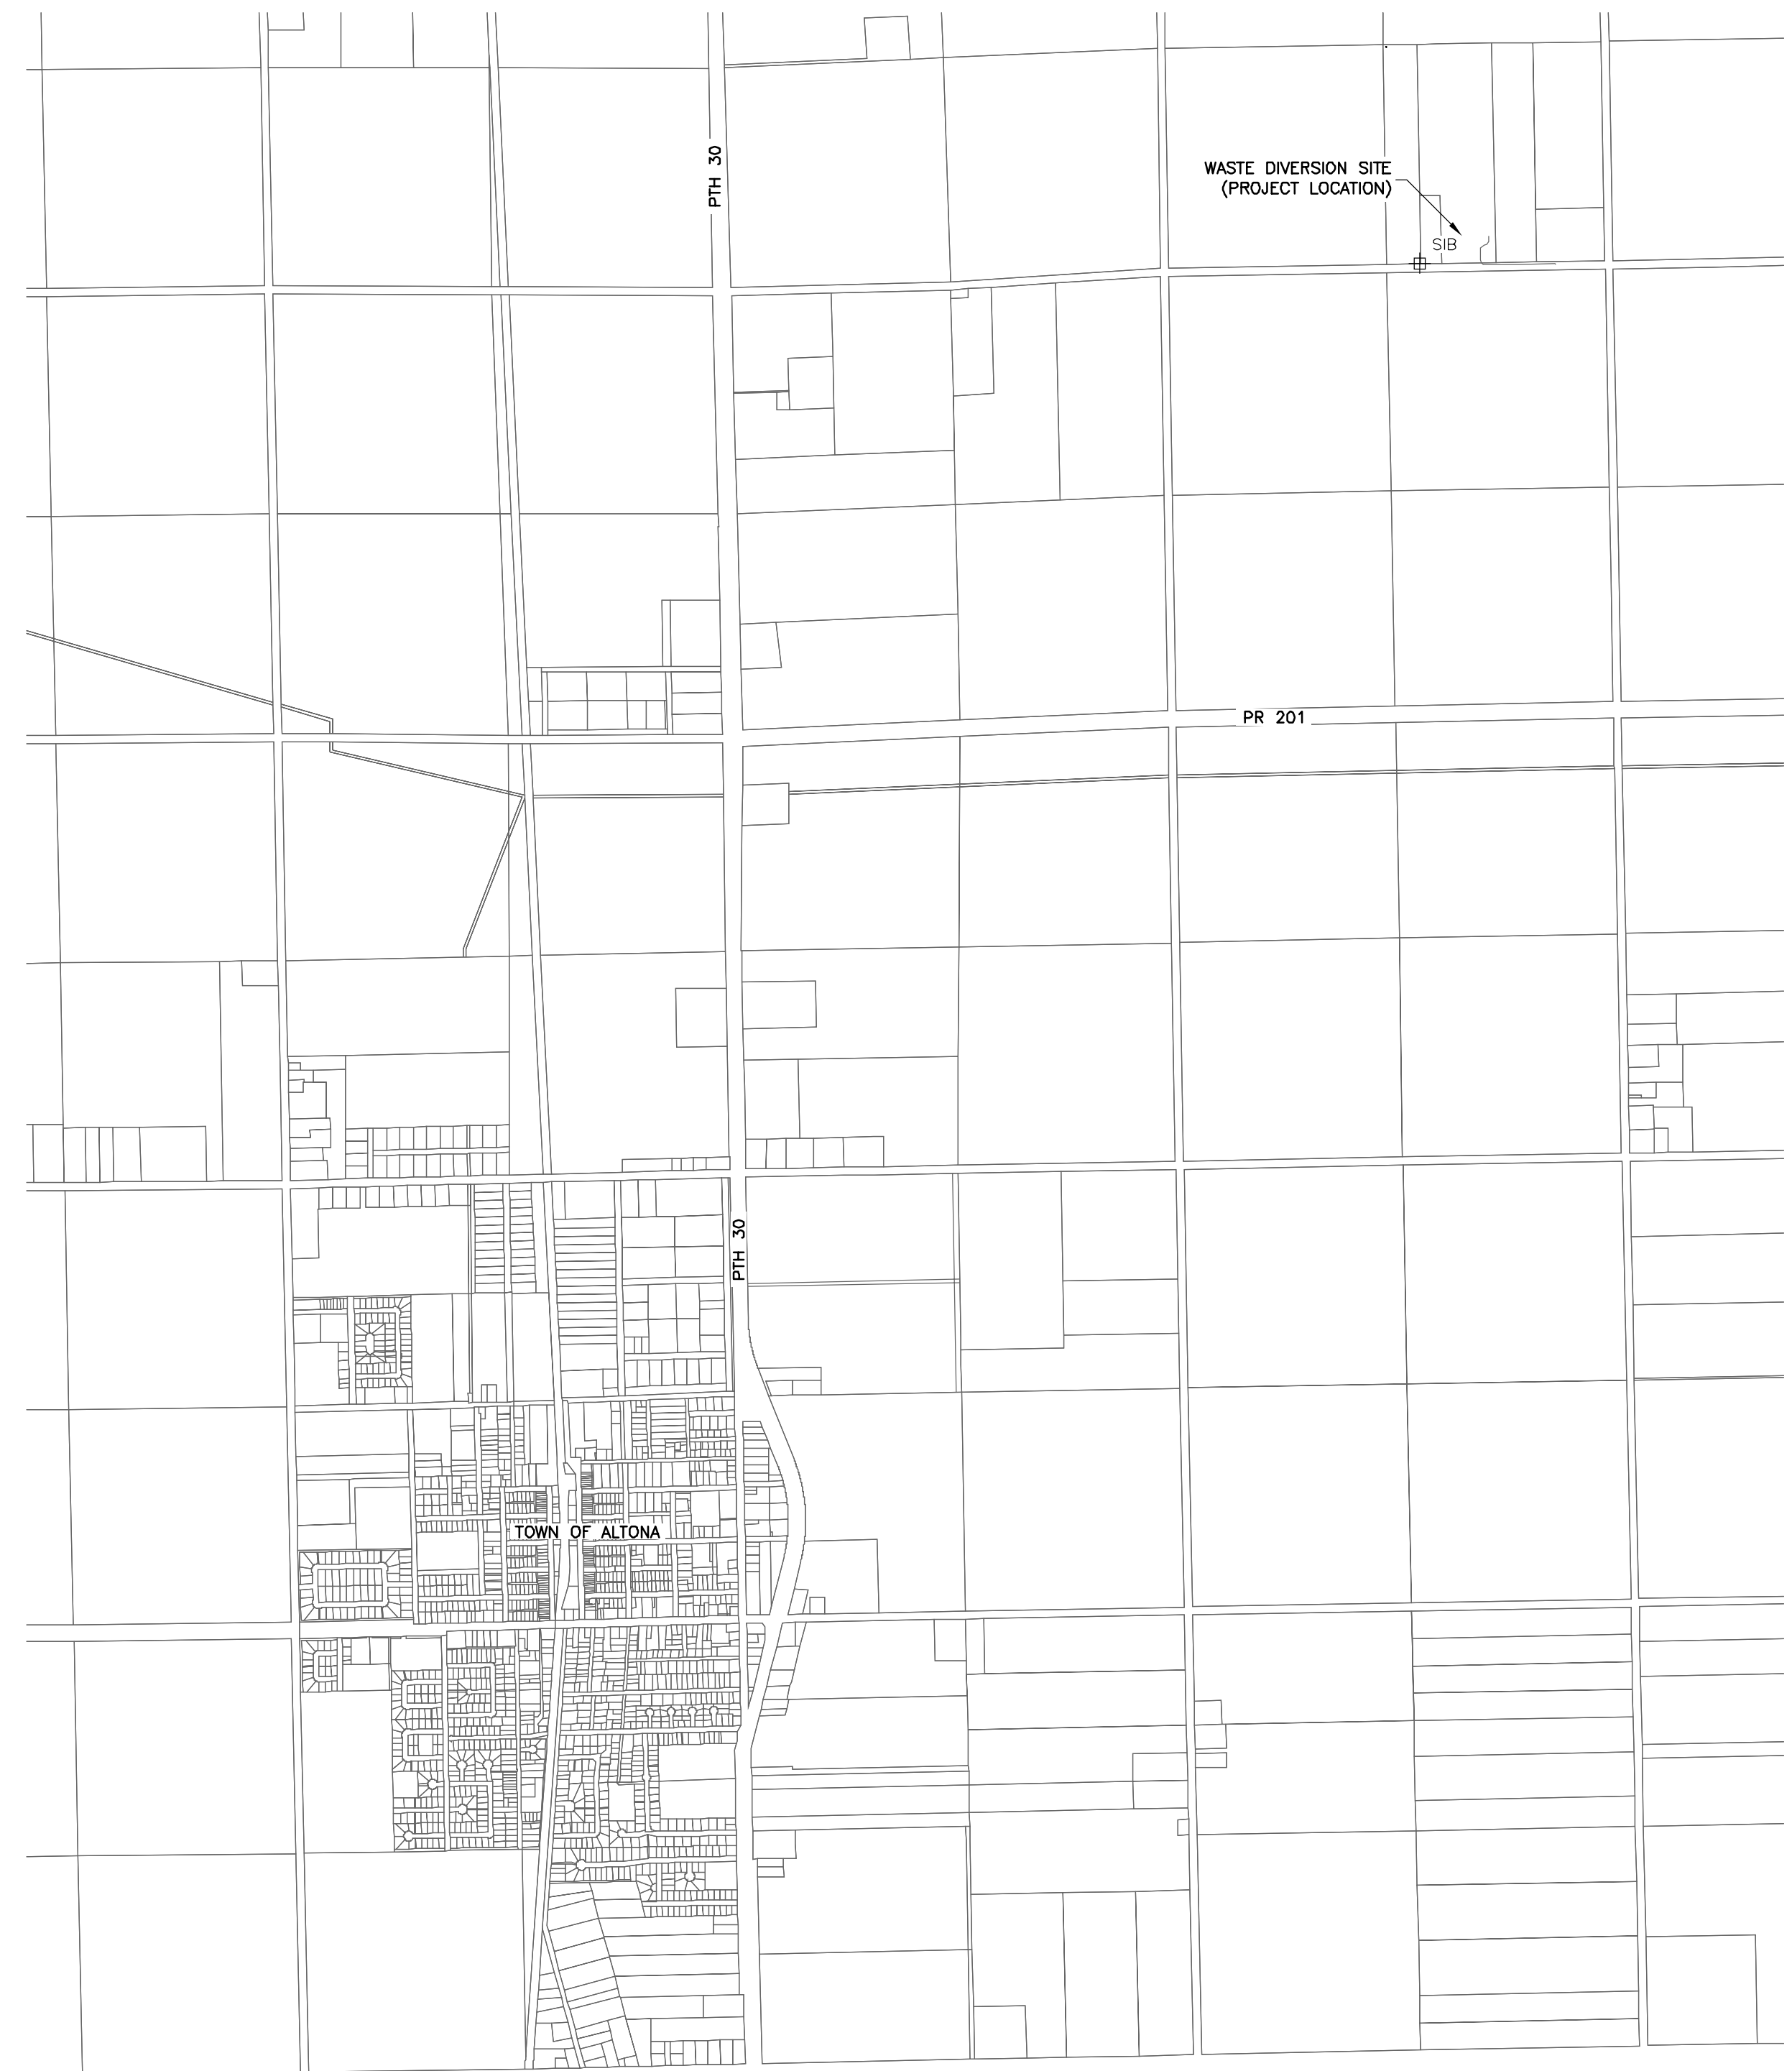 PTH 30
WASTE DIVERSION SITE
(PROJECT LOCATION)
SIB
PR 201
PTH 30
TOWN OF ALTONA